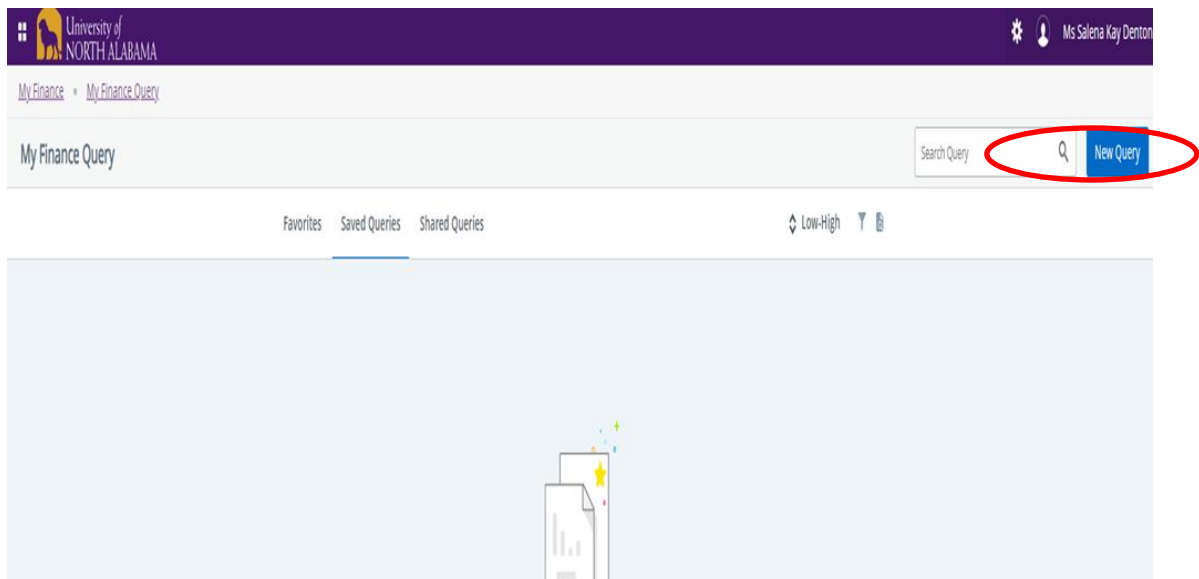 University of
NORTH ALABAMA
Ms Salena Kay Denton
My Finance • My Finance Query
My Finance Query
Search Query
New Query
Favorites Saved Queries Shared Queries
Low-High